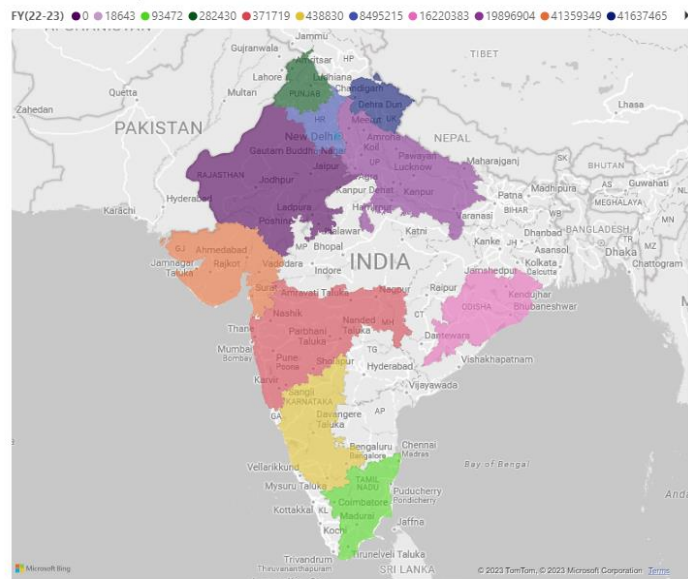 FY(22-23) 0 18643 93472 282430 371719 438830 8495215 16220383 19896904 41359349 41637465
Jammu
Gujranwala
Amritsar
HP
TIBET
Lahore
Ludhiana
Quetta
Multan
PUNJAB
Chandigarh
Zahedan
Dehra Dun
Lhasa
HR
Meerut
UK
PAKISTAN
New Delhi
Amroha
NEPAL
Gautam Buddha Nagar
Koil
Pawayan
Maharajganj
SK
BHUTAN
RAJASTHAN
Jaipur
UP
Lucknow
AS
NL
Jodhpur
Agra
Guwahati
Hyderabad
Kanpur Dehat
Kanpur
Patna
Madhipura
MEGHALAYA
Karachi
Ladpura
Hamirpur
Varanasi
BIHAR
WB
MN
Poshina
Jhalawar
Katni
Dhanbad
BANGLADESH
GJ
Ahmedabad
MP
Bhopal
Kanke
JH
Asansol
Dhaka
TR
MZ
Jamnagar
Taluka
Rajkot
Vadodara
Indore
INDIA
Kolkata
Calcutta
Chattogram
Surat
Amravati Taluka
Nagpur
Raipur
Jamshedpur
Kendujhar
Nashik
Nanded
Taluka
MH
CT
ODISHA
Bhubaneshwar
Thane
Parbhani
Taluka
Dantewara
Mumbai
Bombay
TG
Pune
Poona
Sholapur
Hyderabad
Vishakhapatnam
Karvir
Sangli
Vijayawada
KARNATAKA
GA
Davangere
Taluka
AP
Bengaluru
Bangalore
Chennai
Madras
Bay of Bengal
Vellarikkund
Mysuru Taluka
TAMIL
NADU
Puducherry
Pondicherry
Kottakkal
KL
Coimbatore
Madurai
Jaffna
Kochi
Trivandrum
Thiruvananthapuram
Tirunelveli Taluka
SRI LANKA
Microsoft Bing
© 2023 TomTom, © 2023 Microsoft Corporation Terms